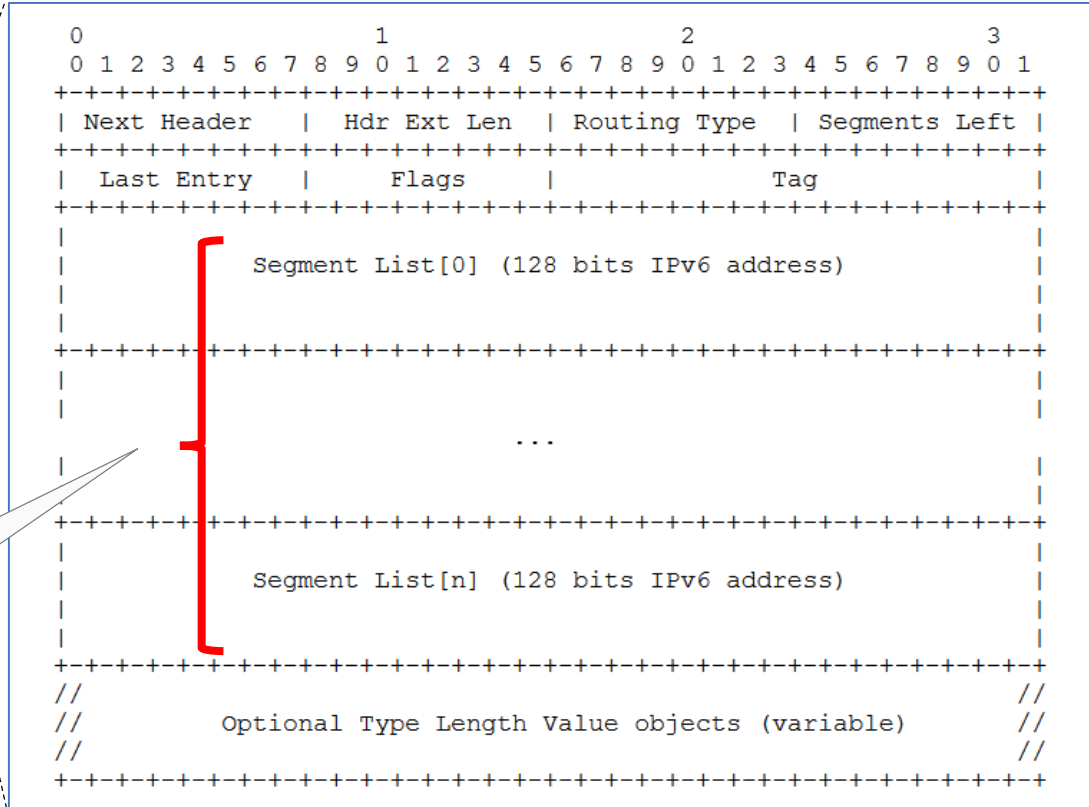 0                   1                   2                   3
 0 1 2 3 4 5 6 7 8 9 0 1 2 3 4 5 6 7 8 9 0 1 2 3 4 5 6 7 8 9 0 1
+-+-+-+-+-+-+-+-+-+-+-+-+-+-+-+-+-+-+-+-+-+-+-+-+-+-+-+-+-+-+-+-+
| Next Header   |  Hdr Ext Len  | Routing Type  | Segments Left |
+-+-+-+-+-+-+-+-+-+-+-+-+-+-+-+-+-+-+-+-+-+-+-+-+-+-+-+-+-+-+-+-+
|  Last Entry   |     Flags     |              Tag              |
+-+-+-+-+-+-+-+-+-+-+-+-+-+-+-+-+-+-+-+-+-+-+-+-+-+-+-+-+-+-+-+-+
|                                                               |
|            Segment List[0] (128 bits IPv6 address)            |
|                                                               |
|                                                               |
+-+-+-+-+-+-+-+-+-+-+-+-+-+-+-+-+-+-+-+-+-+-+-+-+-+-+-+-+-+-+-+-+
|                                                               |
|                                                               |
                              ...
|                                                               |
|                                                               |
+-+-+-+-+-+-+-+-+-+-+-+-+-+-+-+-+-+-+-+-+-+-+-+-+-+-+-+-+-+-+-+-+
|                                                               |
|            Segment List[n] (128 bits IPv6 address)            |
|                                                               |
|                                                               |
+-+-+-+-+-+-+-+-+-+-+-+-+-+-+-+-+-+-+-+-+-+-+-+-+-+-+-+-+-+-+-+-+
//                                                             //
//         Optional Type Length Value objects (variable)       //
//                                                             //
+-+-+-+-+-+-+-+-+-+-+-+-+-+-+-+-+-+-+-+-+-+-+-+-+-+-+-+-+-+-+-+-+